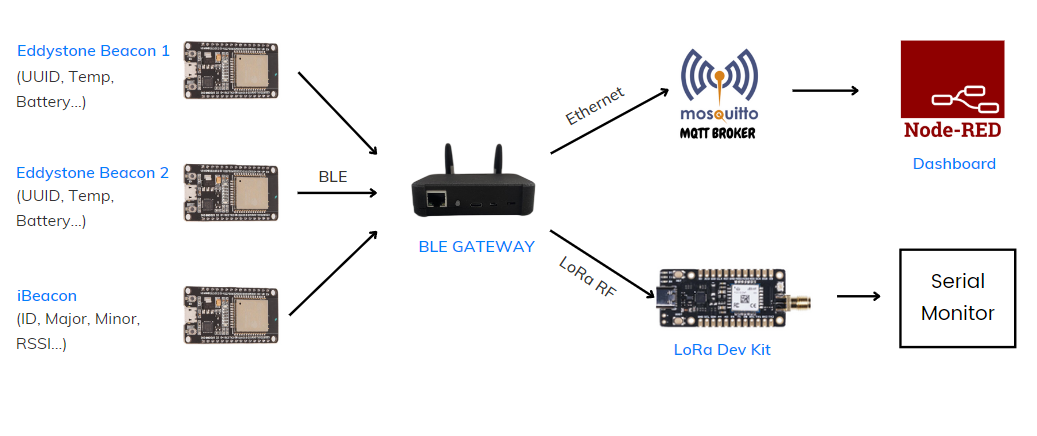 Eddystone Beacon 1
(UUID, Temp,
Battery...)
Eddystone Beacon 2
(UUID, Temp,
Battery...)
iBeacon
(ID, Major, Minor,
RSSI...)
BLE
BLE GATEWAY
Ethernet
LoRa RF
mosquitto
MQTT BROKER
Node-RED
Dashboard
LoRa Dev Kit
Serial
Monitor